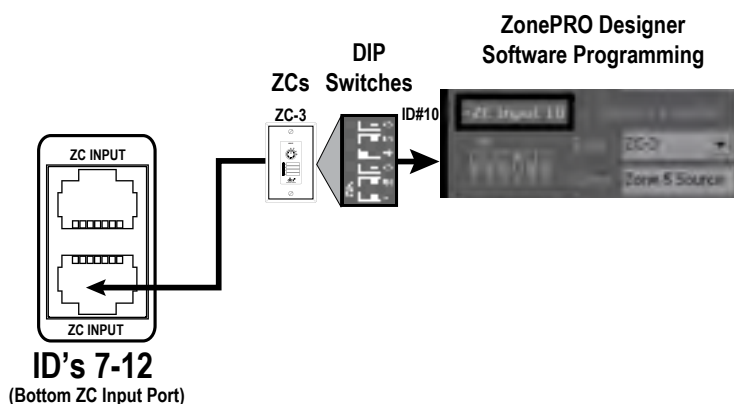 ZonePRO Designer
Software Programming
DIP
Switches
ZCs
ZC-3
ID#10
ZC Input 10
ZC-3
Zone 5 Source
ZC INPUT
ZC INPUT
ID's 7-12
(Bottom ZC Input Port)